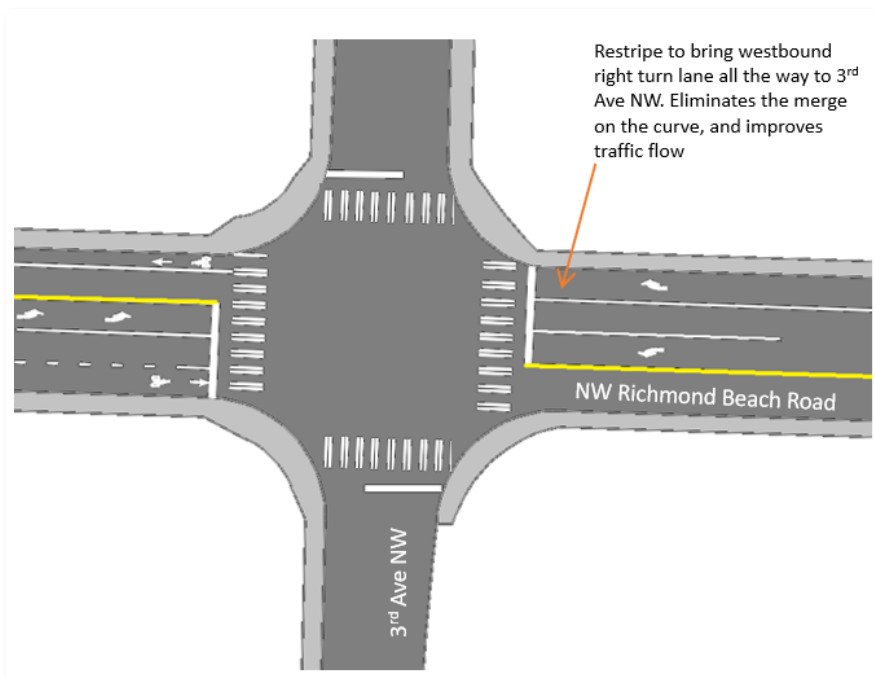 Restripe to bring westbound
right turn lane all the way to 3rd
Ave NW. Eliminates the merge
on the curve, and improves
traffic flow
NW Richmond Beach Road
3rd Ave NW